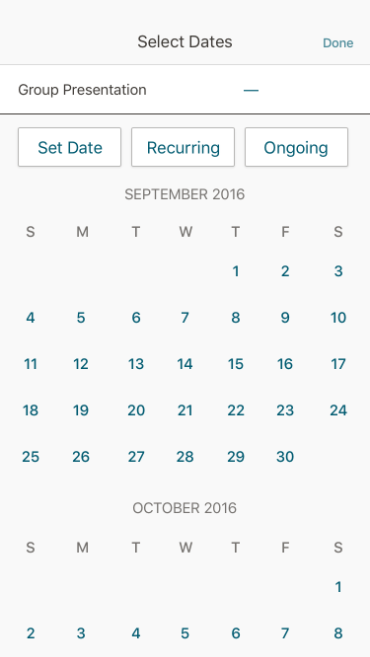 Select Dates Done
Group Presentation —
Set Date Recurring Ongoing
SEPTEMBER 2016
S M T W T F S
1 2 3
4 5 6 7 8 9 10
11 12 13 14 15 16 17
18 19 20 21 22 23 24
25 26 27 28 29 30
OCTOBER 2016
S M T W T F S
1
2 3 4 5 6 7 8